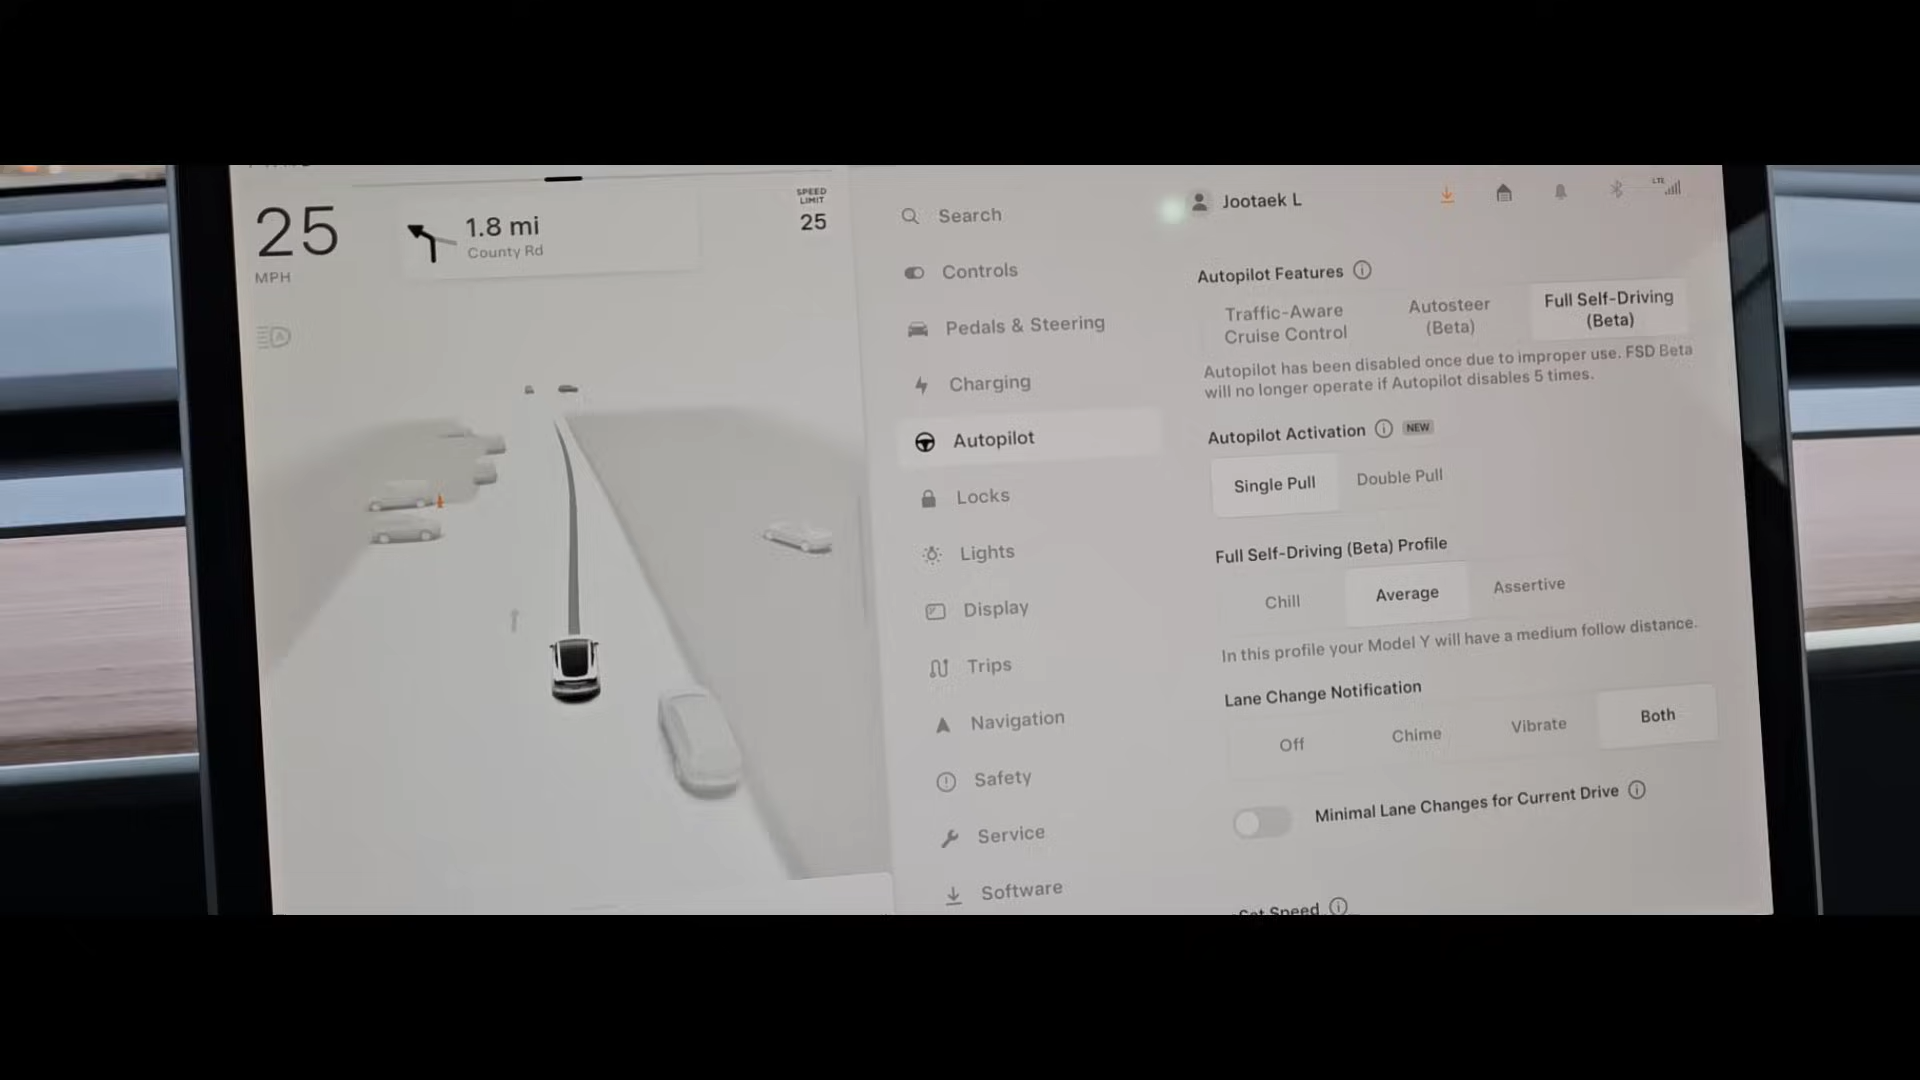 25
MPH
1.8 mi
County Rd
SPEED
LIMIT
25
Search
Controls
Pedals & Steering
Charging
Autopilot
Locks
Lights
Display
Trips
Navigation
Safety
Service
Software
Jootaek L
LTE
Autopilot Features
Traffic-Aware
Cruise Control
Autosteer
(Beta)
Full Self-Driving
(Beta)
Autopilot has been disabled once due to improper use. FSD Beta
will no longer operate if Autopilot disables 5 times.
Autopilot Activation NEW
Single Pull
Double Pull
Full Self-Driving (Beta) Profile
Chill
Average
Assertive
In this profile your Model Y will have a medium follow distance.
Lane Change Notification
Off
Chime
Vibrate
Both
Minimal Lane Changes for Current Drive
Set Speed